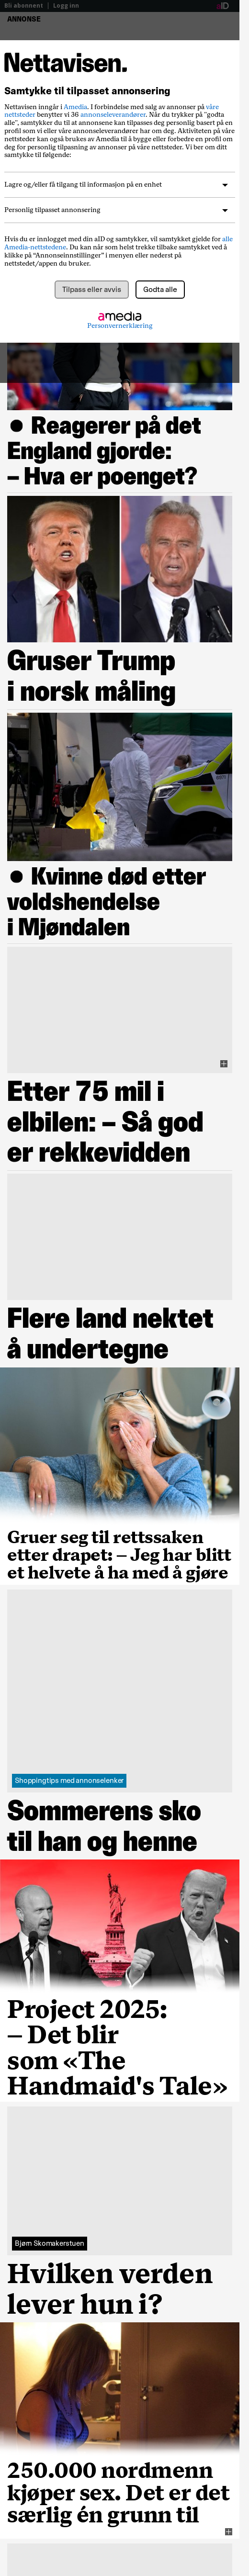 Bli abonnent | Logg inn
aID
ANNONSE
Nettavisen.
Samtykke til tilpasset annonsering
Nettavisen inngår i Amedia. I forbindelse med salg av annonser på våre
nettsteder benytter vi 36 annonseleverandører. Når du trykker på "godta
alle", samtykker du til at annonsene kan tilpasses deg personlig basert på en
profil som vi eller våre annonseleverandører har om deg. Aktivitetene på våre
nettsteder kan også brukes av Amedia til å bygge eller forbedre en profil om
deg for personlig tilpasning av annonser på våre nettsteder. Vi ber om ditt
samtykke til følgende:
Lagre og/eller få tilgang til informasjon på en enhet
Personlig tilpasset annonsering
Hvis du er innlogget med din aID og samtykker, vil samtykket gjelde for alle
Amedia-nettstedene. Du kan når som helst trekke tilbake samtykket ved å
klikke på “Annonseinnstillinger” i menyen eller nederst på
nettstedet/appen du bruker.
Tilpass eller avvis
Godta alle
amedia
Personvernerklæring
● Reagerer på det
England gjorde:
– Hva er poenget?
Gruser Trump
i norsk måling
● Kvinne død etter
voldshendelse
i Mjøndalen
Etter 75 mil i
elbilen: – Så god
er rekkevidden
Flere land nektet
å undertegne
Gruer seg til rettssaken
etter drapet: – Jeg har blitt
et helvete å ha med å gjøre
Shoppingtips med annonselenker
Sommerens sko
til han og henne
Project 2025:
– Det blir
som «The
Handmaid's Tale»
Bjørn Skomakerstuen
Hvilken verden
lever hun i?
250.000 nordmenn
kjøper sex. Det er det
særlig én grunn til